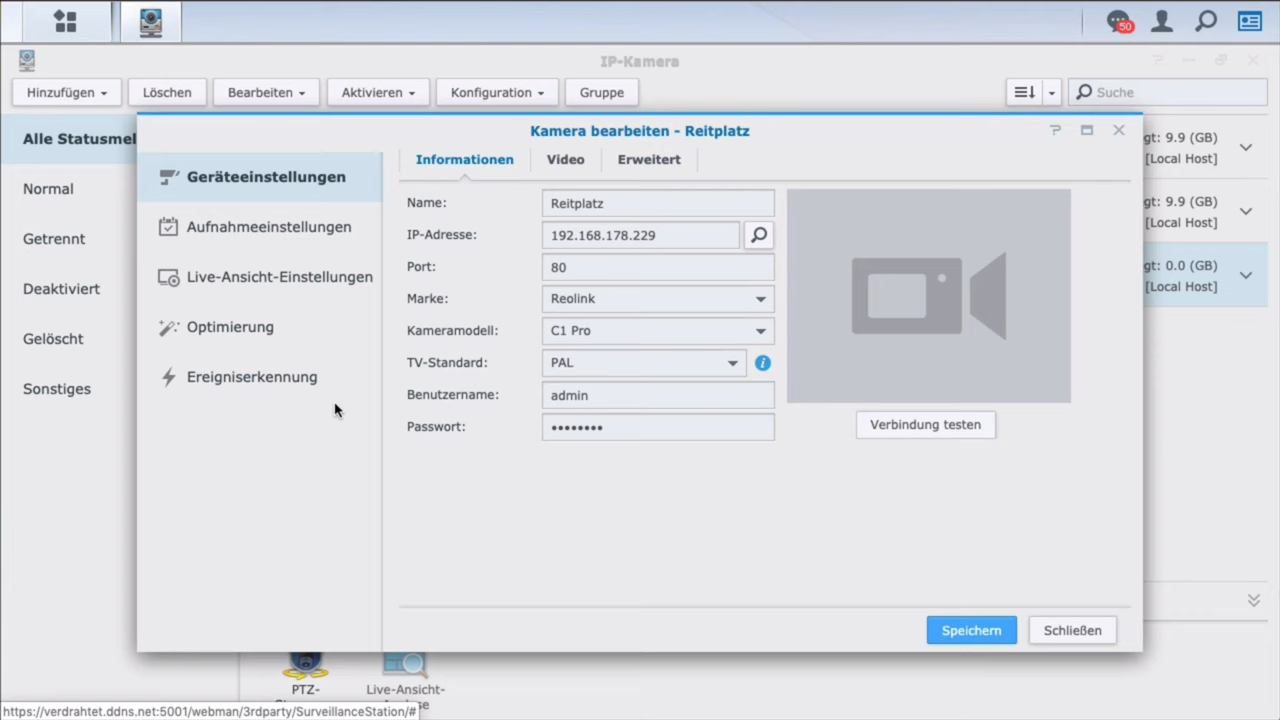 50
IP-Kamera
Hinzufügen
Löschen
Bearbeiten
Aktivieren
Konfiguration
Gruppe
Suche
Alle Statusmel
Normal
Getrennt
Deaktiviert
Gelöscht
Sonstiges
Kamera bearbeiten - Reitplatz
Geräteeinstellungen
Aufnahmeeinstellungen
Live-Ansicht-Einstellungen
Optimierung
Ereigniserkennung
Informationen
Video
Erweitert
Name: Reitplatz
IP-Adresse: 192.168.178.229
Port: 80
Marke: Reolink
Kameramodell: C1 Pro
TV-Standard: PAL
Benutzername: admin
Passwort: ••••••••
Verbindung testen
Speichern
Schließen
gt: 9.9 (GB)
[Local Host]
gt: 9.9 (GB)
[Local Host]
gt: 0.0 (GB)
[Local Host]
PTZ-
Live-Ansicht-
https://verdrahtet.ddns.net:5001/webman/3rdparty/SurveillanceStation/#